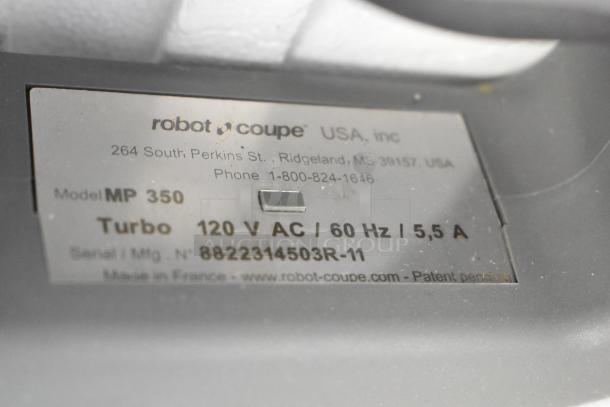 robot coupe USA, inc
264 South Perkins St. , Ridgeland, MS 39157, USA
Phone 1-800-824-1646
Model MP 350
Turbo 120 V AC / 60 Hz / 5,5 A
AUCTION GROUP
Serial / Mfg . N° 8822314503R-11
Made in France - www.robot-coupe.com - Patent pending